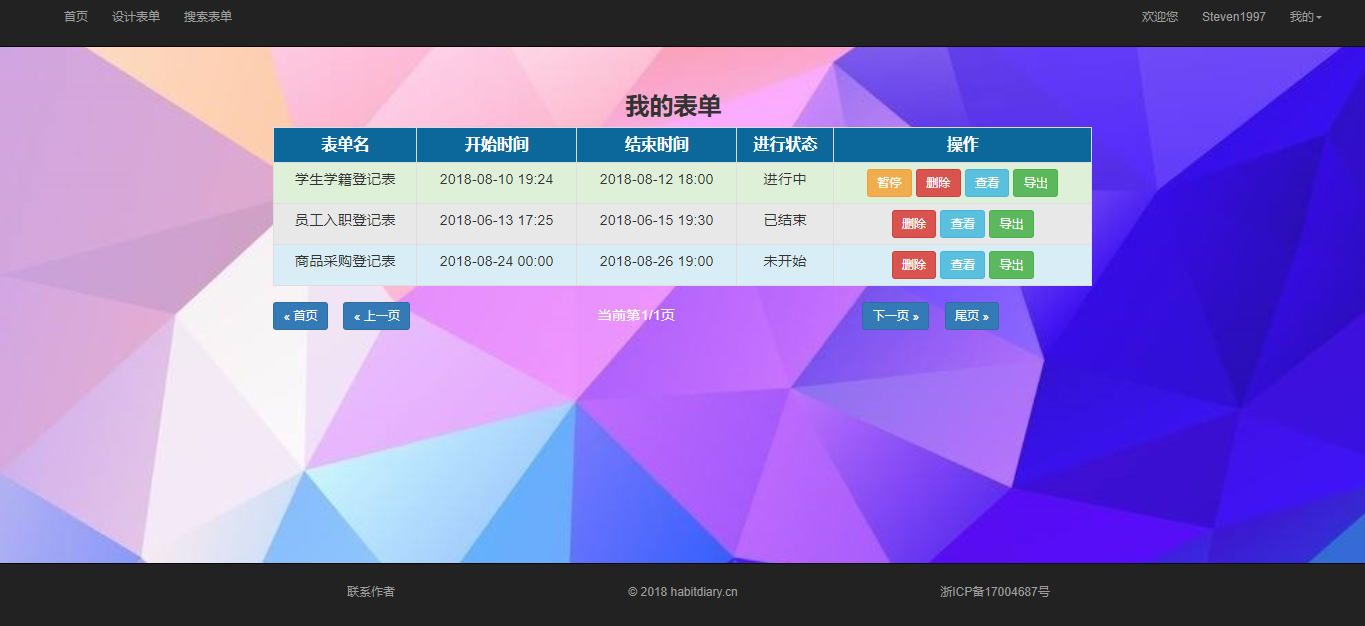 首页 设计表单 搜索表单 欢迎您 Steven1997 我的
我的表单
表单名 开始时间 结束时间 进行状态 操作
学生学籍登记表 2018-08-10 19:24 2018-08-12 18:00 进行中 暂停 删除 查看 导出
员工入职登记表 2018-06-13 17:25 2018-06-15 19:30 已结束 删除 查看 导出
商品采购登记表 2018-08-24 00:00 2018-08-26 19:00 未开始 删除 查看 导出
« 首页 « 上一页 当前第1/1页 下一页 » 尾页 »
联系作者 © 2018 habitdiary.cn 浙ICP备17004687号